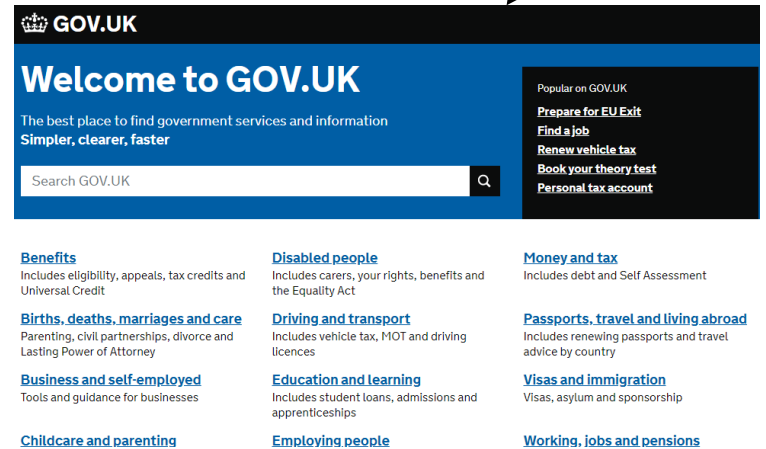 GOV.UK
Welcome to GOV.UK
The best place to find government services and information
Simpler, clearer, faster
Search GOV.UK
Popular on GOV.UK
Prepare for EU Exit
Find a job
Renew vehicle tax
Book your theory test
Personal tax account
Benefits
Includes eligibility, appeals, tax credits and
Universal Credit
Births, deaths, marriages and care
Parenting, civil partnerships, divorce and
Lasting Power of Attorney
Business and self-employed
Tools and guidance for businesses
Childcare and parenting
Disabled people
Includes carers, your rights, benefits and
the Equality Act
Driving and transport
Includes vehicle tax, MOT and driving
licences
Education and learning
Includes student loans, admissions and
apprenticeships
Employing people
Money and tax
Includes debt and Self Assessment
Passports, travel and living abroad
Includes renewing passports and travel
advice by country
Visas and immigration
Visas, asylum and sponsorship
Working, jobs and pensions